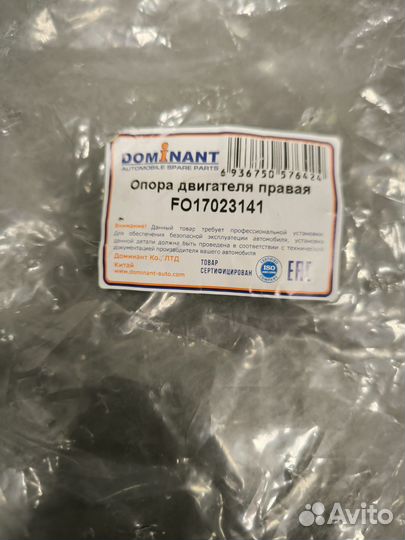 DOMINANT
AUTOMOBILE SPARE PARTS
6 936750 576424
Опора двигателя правая
FO17023141
Внимание! Данный товар требует профессиональной установки
Для обеспечения безопасной эксплуатации автомобиля, установка
данной детали должна быть проведена в соответствии с технической
документацией производителя вашего автомобиля
Доминант Ко., ЛТД
Китай
www.dominant-auto.com
ТОВАР
СЕРТИФИЦИРОВАН
ISO
EAC
Avito